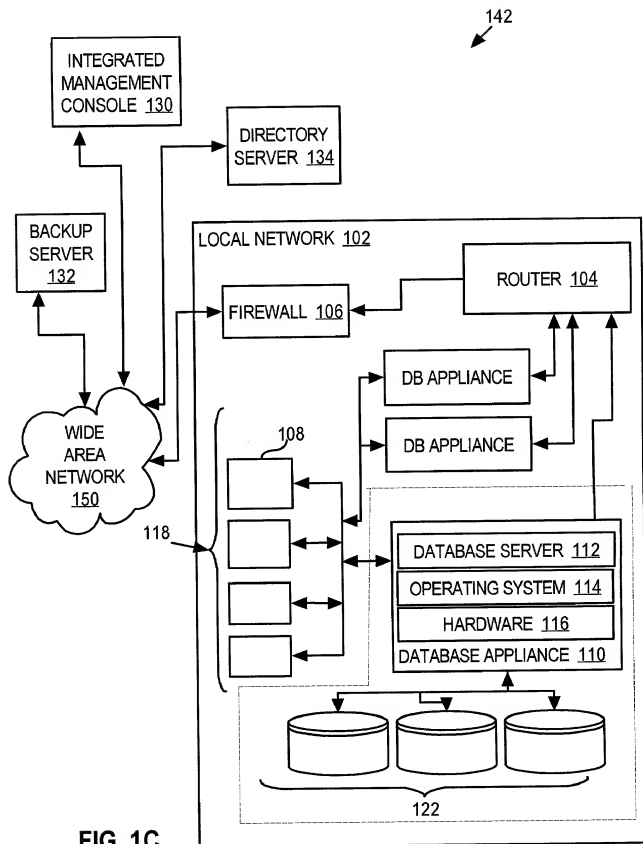 142
INTEGRATED
MANAGEMENT
CONSOLE 130
DIRECTORY
SERVER 134
BACKUP
SERVER
132
LOCAL NETWORK 102
ROUTER 104
FIREWALL 106
DB APPLIANCE
DB APPLIANCE
WIDE
AREA
NETWORK
150
108
118
DATABASE SERVER 112
OPERATING SYSTEM 114
HARDWARE 116
DATABASE APPLIANCE 110
122
FIG. 1C